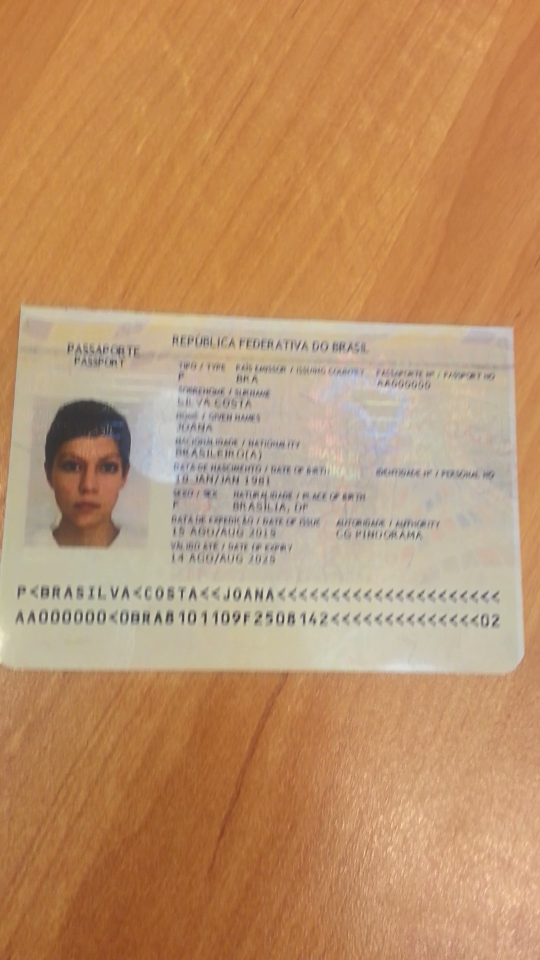 PASSAPORTE
PASSPORT
REPÚBLICA FEDERATIVA DO BRASIL
TIPO / TYPE PAÍS EMISSOR / ISSUING COUNTRY PASSAPORTE Nº / PASSPORT NO
P BRA AA000000
SOBRENOME / SURNAME
SILVA COSTA
NOME / GIVEN NAMES
JOANA
NACIONALIDADE / NATIONALITY
BRASILEIRO(A)
DATA DE NASCIMENTO / DATE OF BIRTH IDENTIDADE Nº / PERSONAL NO
10 JAN/JAN 1981
SEXO / SEX NATURALIDADE / PLACE OF BIRTH
F BRASÍLIA, DF
DATA DE EXPEDIÇÃO / DATE OF ISSUE AUTORIDADE / AUTHORITY
15 AGO/AUG 2015 CG PINDORAMA
VÁLIDO ATÉ / DATE OF EXPIRY
14 AGO/AUG 2025
P<BRASILVA<COSTA<<JOANA<<<<<<<<<<<<<<<<<<<<<
AA000000<0BRA8101109F2508142<<<<<<<<<<<<<<02